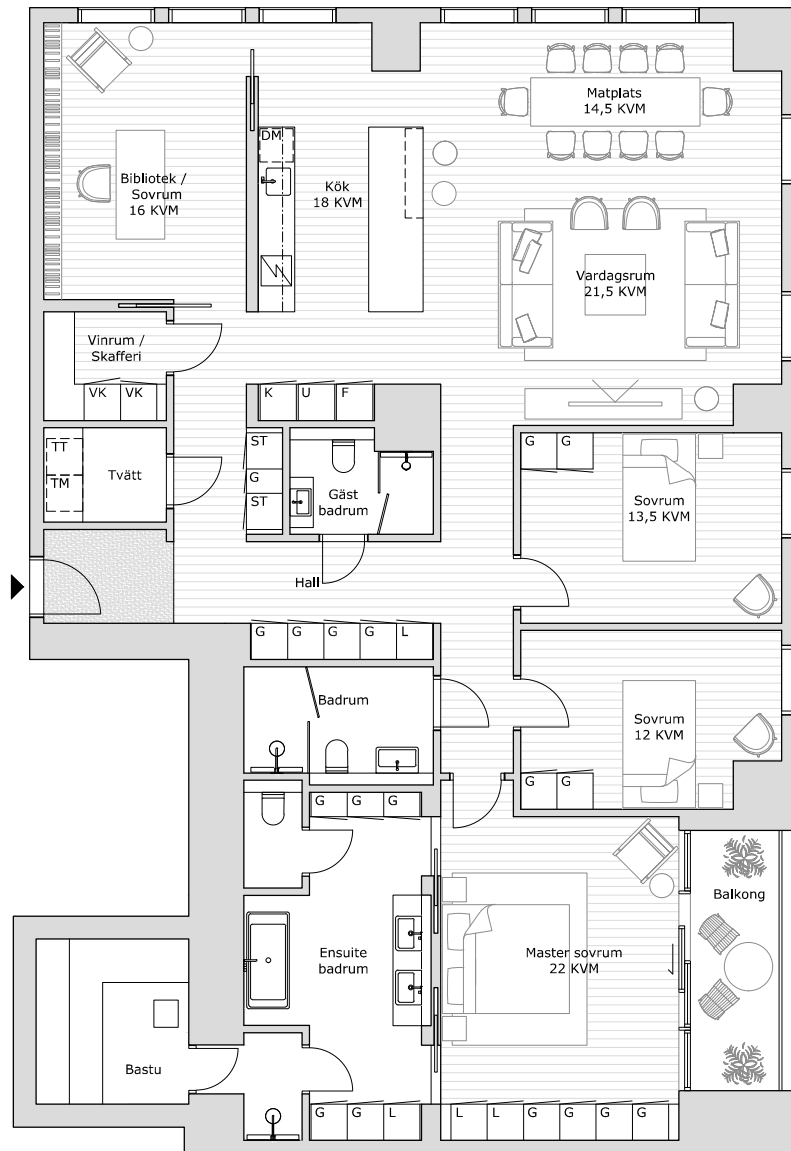 Matplats
14,5 KVM
DM
Bibliotek /
Sovrum
16 KVM
Kök
18 KVM
Vardagsrum
21,5 KVM
Vinrum /
Skafferi
VK VK
K U F
TT
TM
Tvätt
ST
G
ST
Gäst
badrum
G G
Sovrum
13,5 KVM
Hall
G G G G L
Badrum
Sovrum
12 KVM
G G
G G G
Balkong
Ensuite
badrum
Master sovrum
22 KVM
Bastu
G G L
L L G G G G